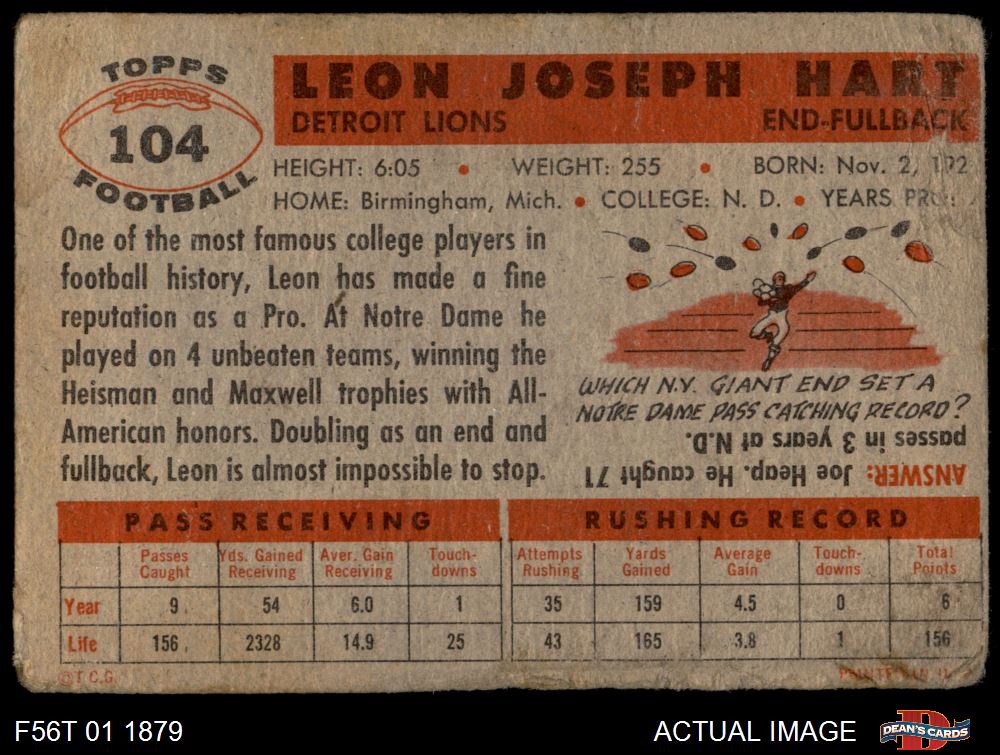 TOPPS
104
FOOTBALL
LEON JOSEPH HART
DETROIT LIONS END-FULLBACK
HEIGHT: 6:05 • WEIGHT: 255 • BORN: Nov. 2, 192
HOME: Birmingham, Mich. • COLLEGE: N. D. • YEARS PRO:
One of the most famous college players in
football history, Leon has made a fine
reputation as a Pro. At Notre Dame he
played on 4 unbeaten teams, winning the
Heisman and Maxwell trophies with All-
American honors. Doubling as an end and
fullback, Leon is almost impossible to stop.
WHICH N.Y. GIANT END SET A
NOTRE DAME PASS CATCHING RECORD?
ANSWER: Joe Heap. He caught 71
passes in 3 years at N.D.
PASS RECEIVING RUSHING RECORD
Passes Caught Yds. Gained Receiving Aver. Gain Receiving Touch-downs Attempts Rushing Yards Gained Average Gain Touch-downs Total Points
Year 9 54 6.0 1 35 159 4.5 0 6
Life 156 2328 14.9 25 43 165 3.8 1 156
©T.C.G. PRINTED IN U.
F56T 01 1879 ACTUAL IMAGE D DEAN'S CARDS